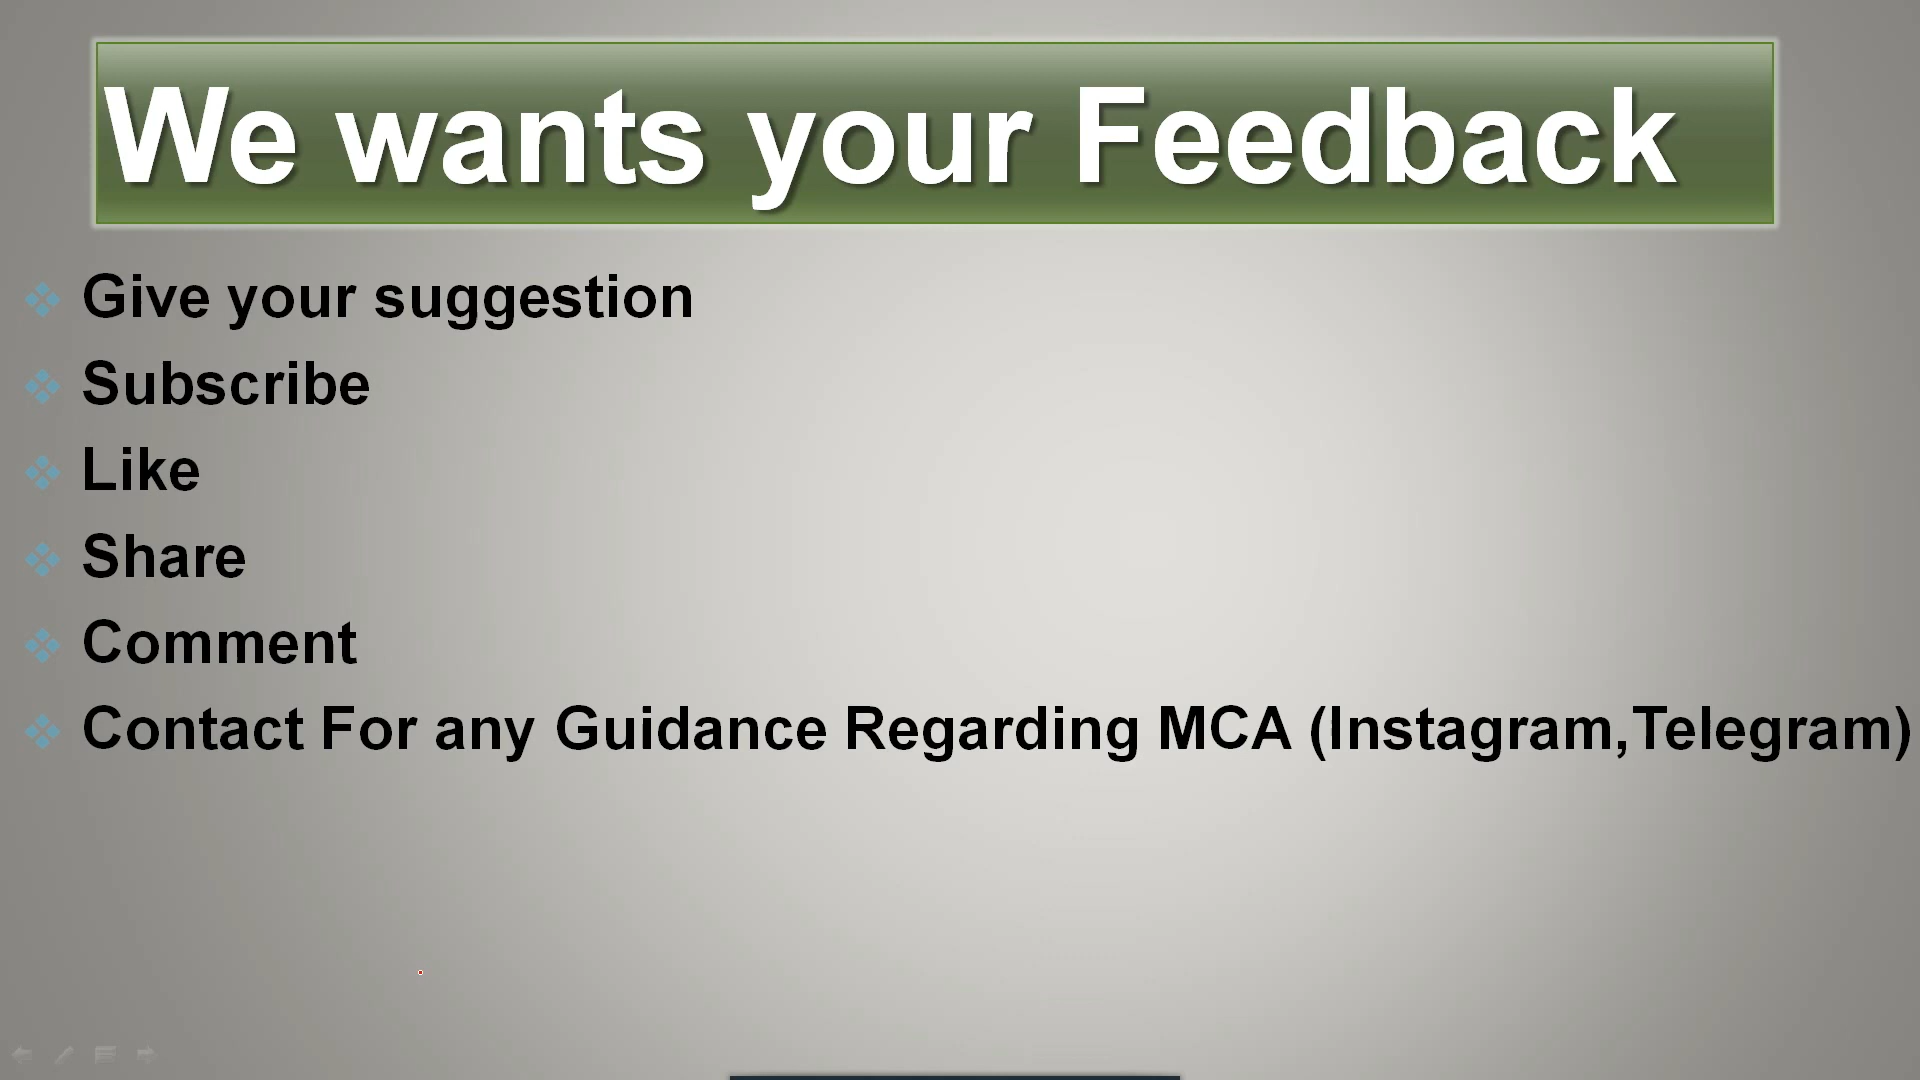 We wants your Feedback
Give your suggestion
Subscribe
Like
Share
Comment
Contact For any Guidance Regarding MCA (Instagram,Telegram)